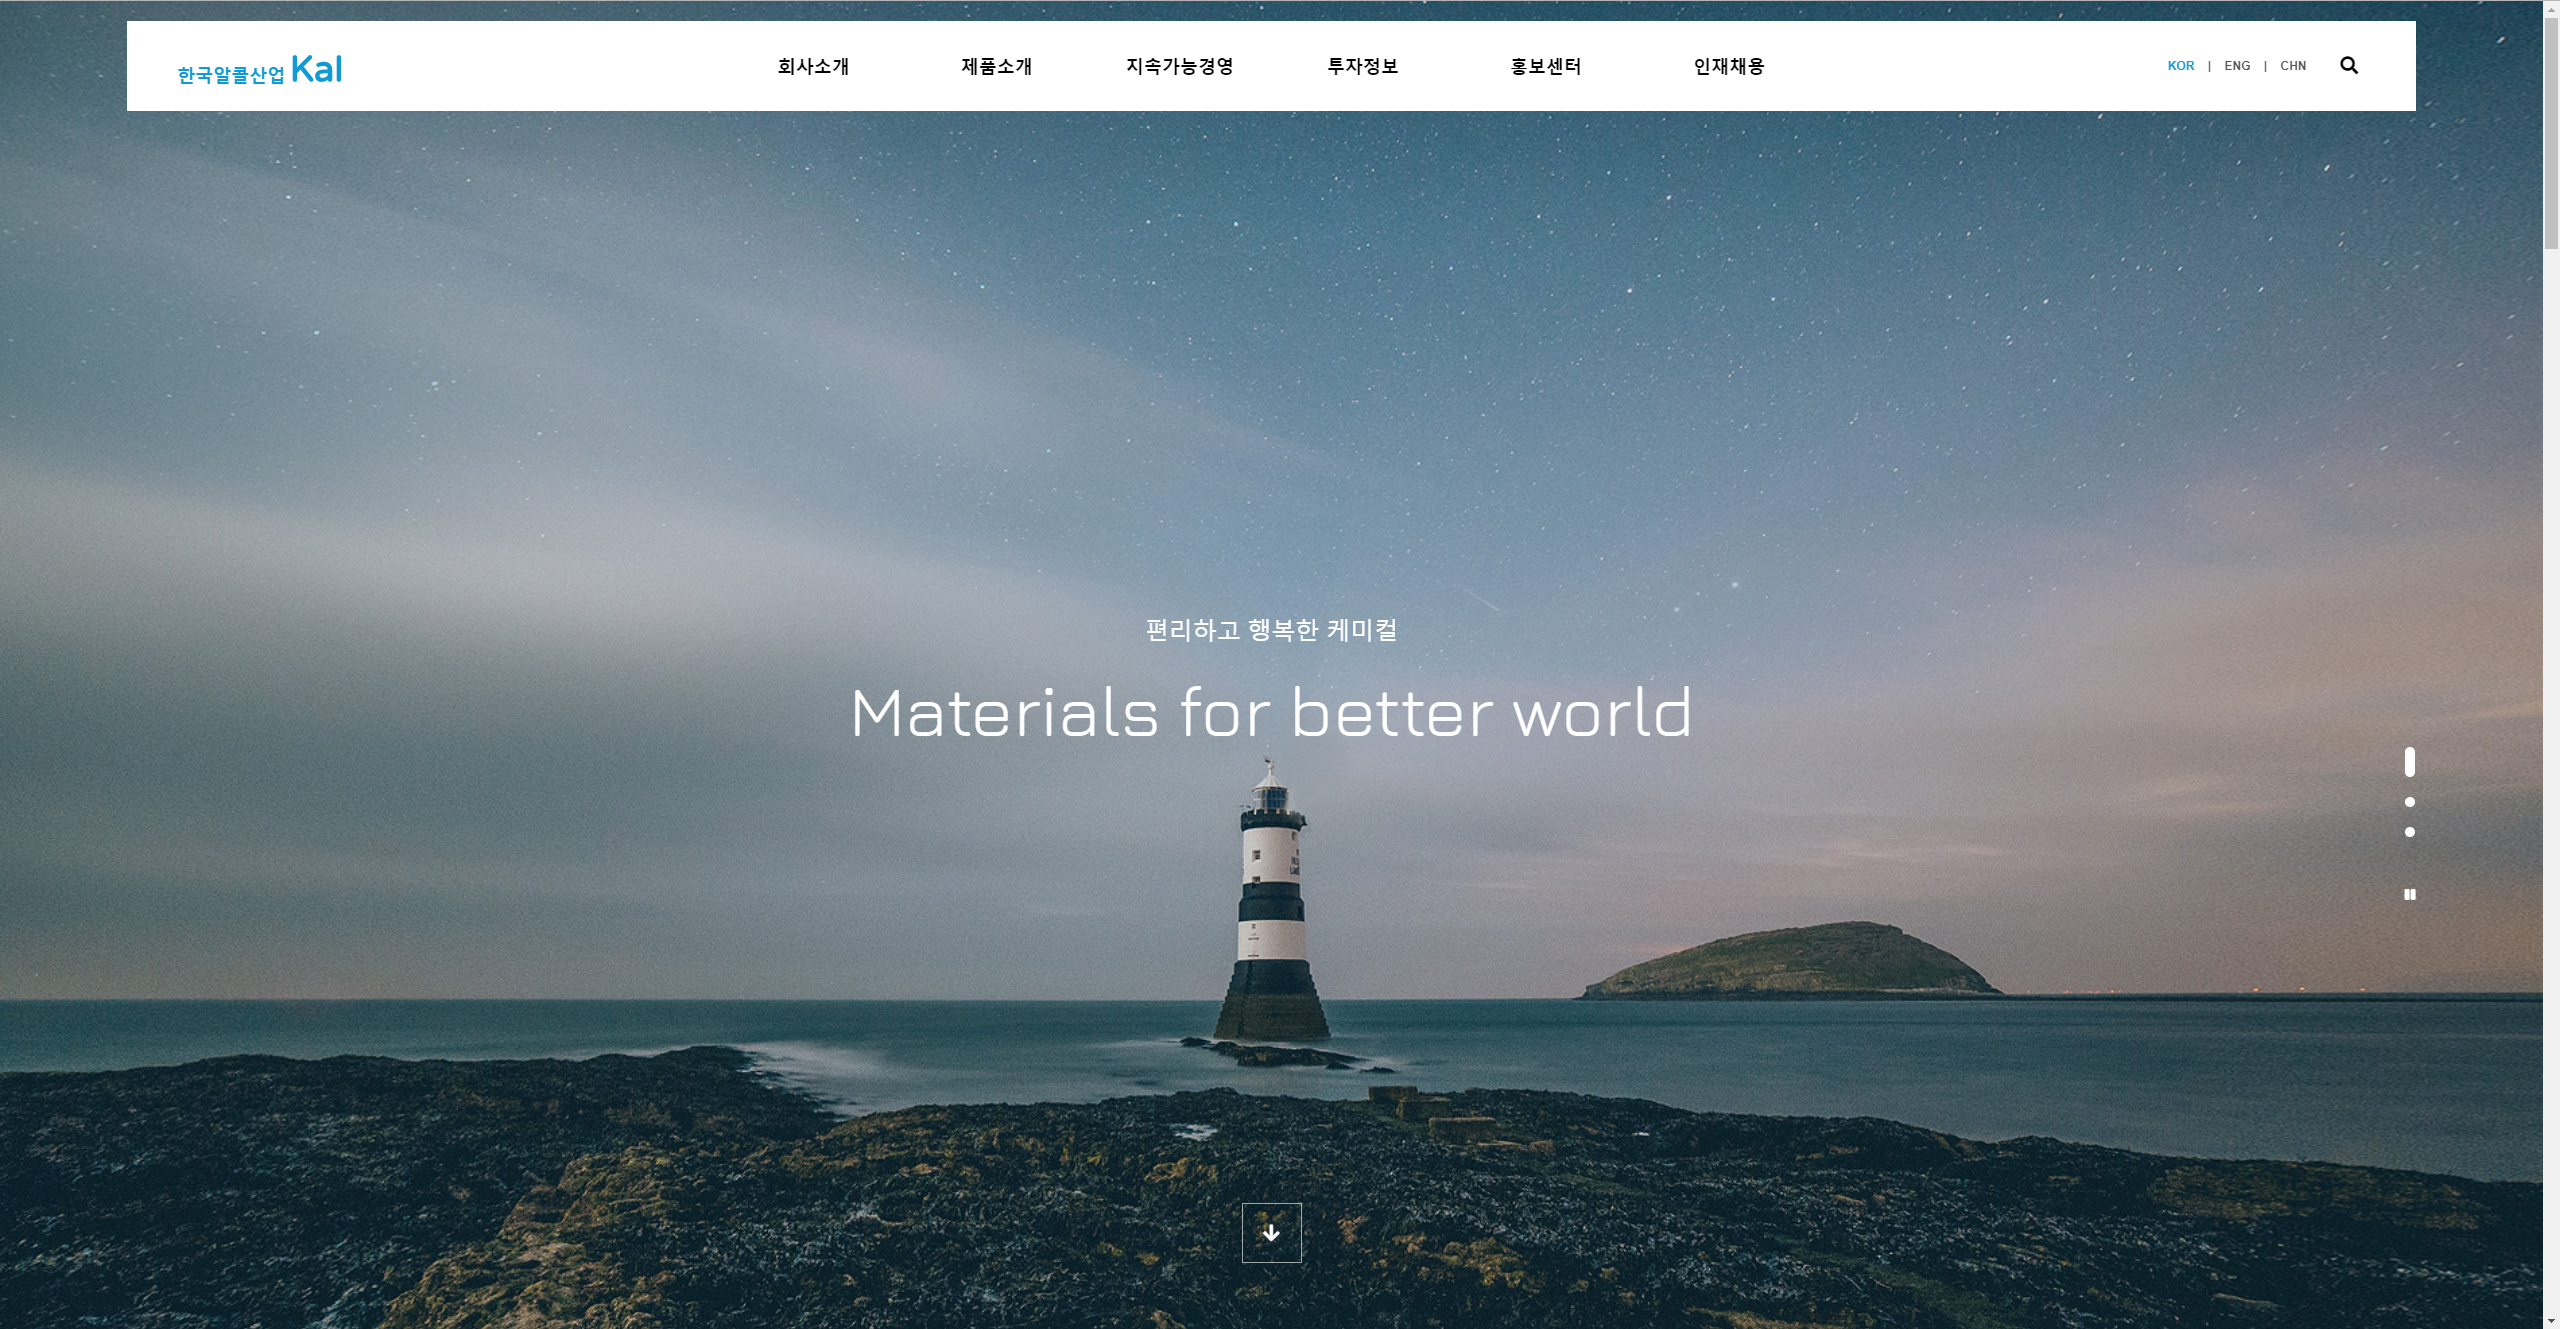 한국알콜산업 Kal
회사소개 제품소개 지속가능경영 투자정보 홍보센터 인재채용
KOR | ENG | CHN
편리하고 행복한 케미컬
Materials for better world